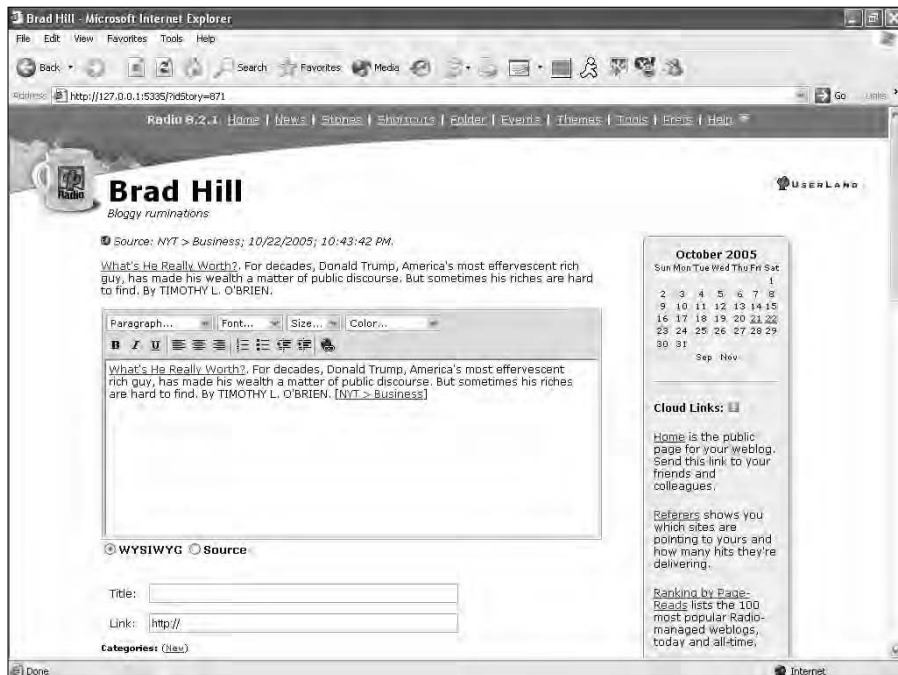 Brad Hill - Microsoft Internet Explorer
File Edit View Favorites Tools Help
Back Search Favorites Media
Address http://127.0.0.1:5335/?idStory=871 Go Links
Radio 8.2.1 Home | News | Stories | Shortcuts | Folder | Events | Themes | Tools | Prefs | Help
Radio
Brad Hill
USERLAND
Bloggy ruminations
Source: NYT > Business; 10/22/2005; 10:43:42 PM.
What's He Really Worth?. For decades, Donald Trump, America's most effervescent rich
guy, has made his wealth a matter of public discourse. But sometimes his riches are hard
to find. By TIMOTHY L. O'BRIEN.
Paragraph... Font... Size... Color...
B I U
What's He Really Worth?. For decades, Donald Trump, America's most effervescent
rich guy, has made his wealth a matter of public discourse. But sometimes his riches
are hard to find. By TIMOTHY L. O'BRIEN. [NYT > Business]
WYSIWYG Source
Title:
Link: http://
Categories: (New)
October 2005
Sun Mon Tue Wed Thu Fri Sat
1
2 3 4 5 6 7 8
9 10 11 12 13 14 15
16 17 18 19 20 21 22
23 24 25 26 27 28 29
30 31
Sep Nov
Cloud Links:
Home is the public
page for your weblog.
Send this link to your
friends and
colleagues.
Referers shows you
which sites are
pointing to yours and
how many hits they're
delivering.
Ranking by Page-
Reads lists the 100
most popular Radio-
managed weblogs,
today and all-time.
Done Internet